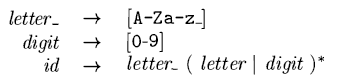 letter_ → [A-Za-z_]
digit → [0-9]
id → letter_ ( letter | digit )*